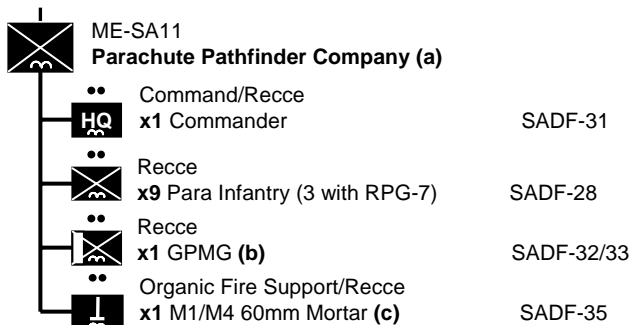 ME-SA11
Parachute Pathfinder Company (a)
Command/Recce
HQ x1 Commander SADF-31
Recce
x9 Para Infantry (3 with RPG-7) SADF-28
Recce
x1 GPMG (b) SADF-32/33
Organic Fire Support/Recce
x1 M1/M4 60mm Mortar (c) SADF-35